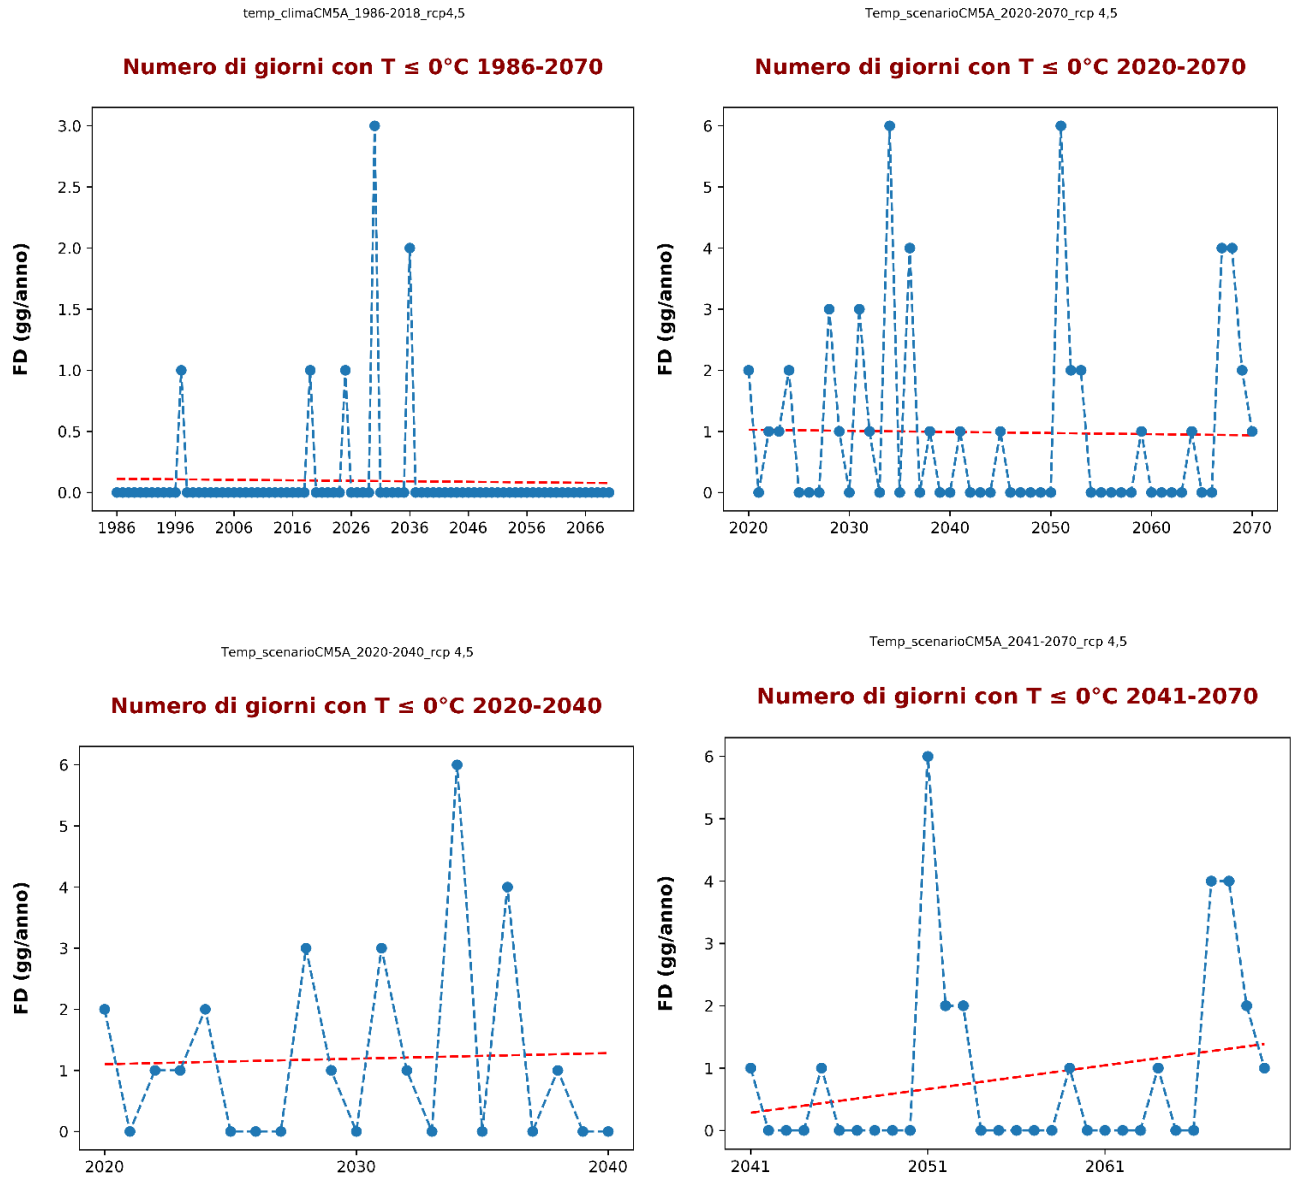 temp_climaCM5A_1986-2018_rcp4,5
Numero di giorni con T ≤ 0°C 1986-2070
FD (gg/anno)
3.0
2.5
2.0
1.5
1.0
0.5
0.0
1986 1996 2006 2016 2026 2036 2046 2056 2066
Temp_scenarioCM5A_2020-2070_rcp 4,5
Numero di giorni con T ≤ 0°C 2020-2070
FD (gg/anno)
6
5
4
3
2
1
0
2020 2030 2040 2050 2060 2070
Temp_scenarioCM5A_2020-2040_rcp 4,5
Numero di giorni con T ≤ 0°C 2020-2040
FD (gg/anno)
6
5
4
3
2
1
0
2020 2030 2040
Temp_scenarioCM5A_2041-2070_rcp 4,5
Numero di giorni con T ≤ 0°C 2041-2070
FD (gg/anno)
6
5
4
3
2
1
0
2041 2051 2061